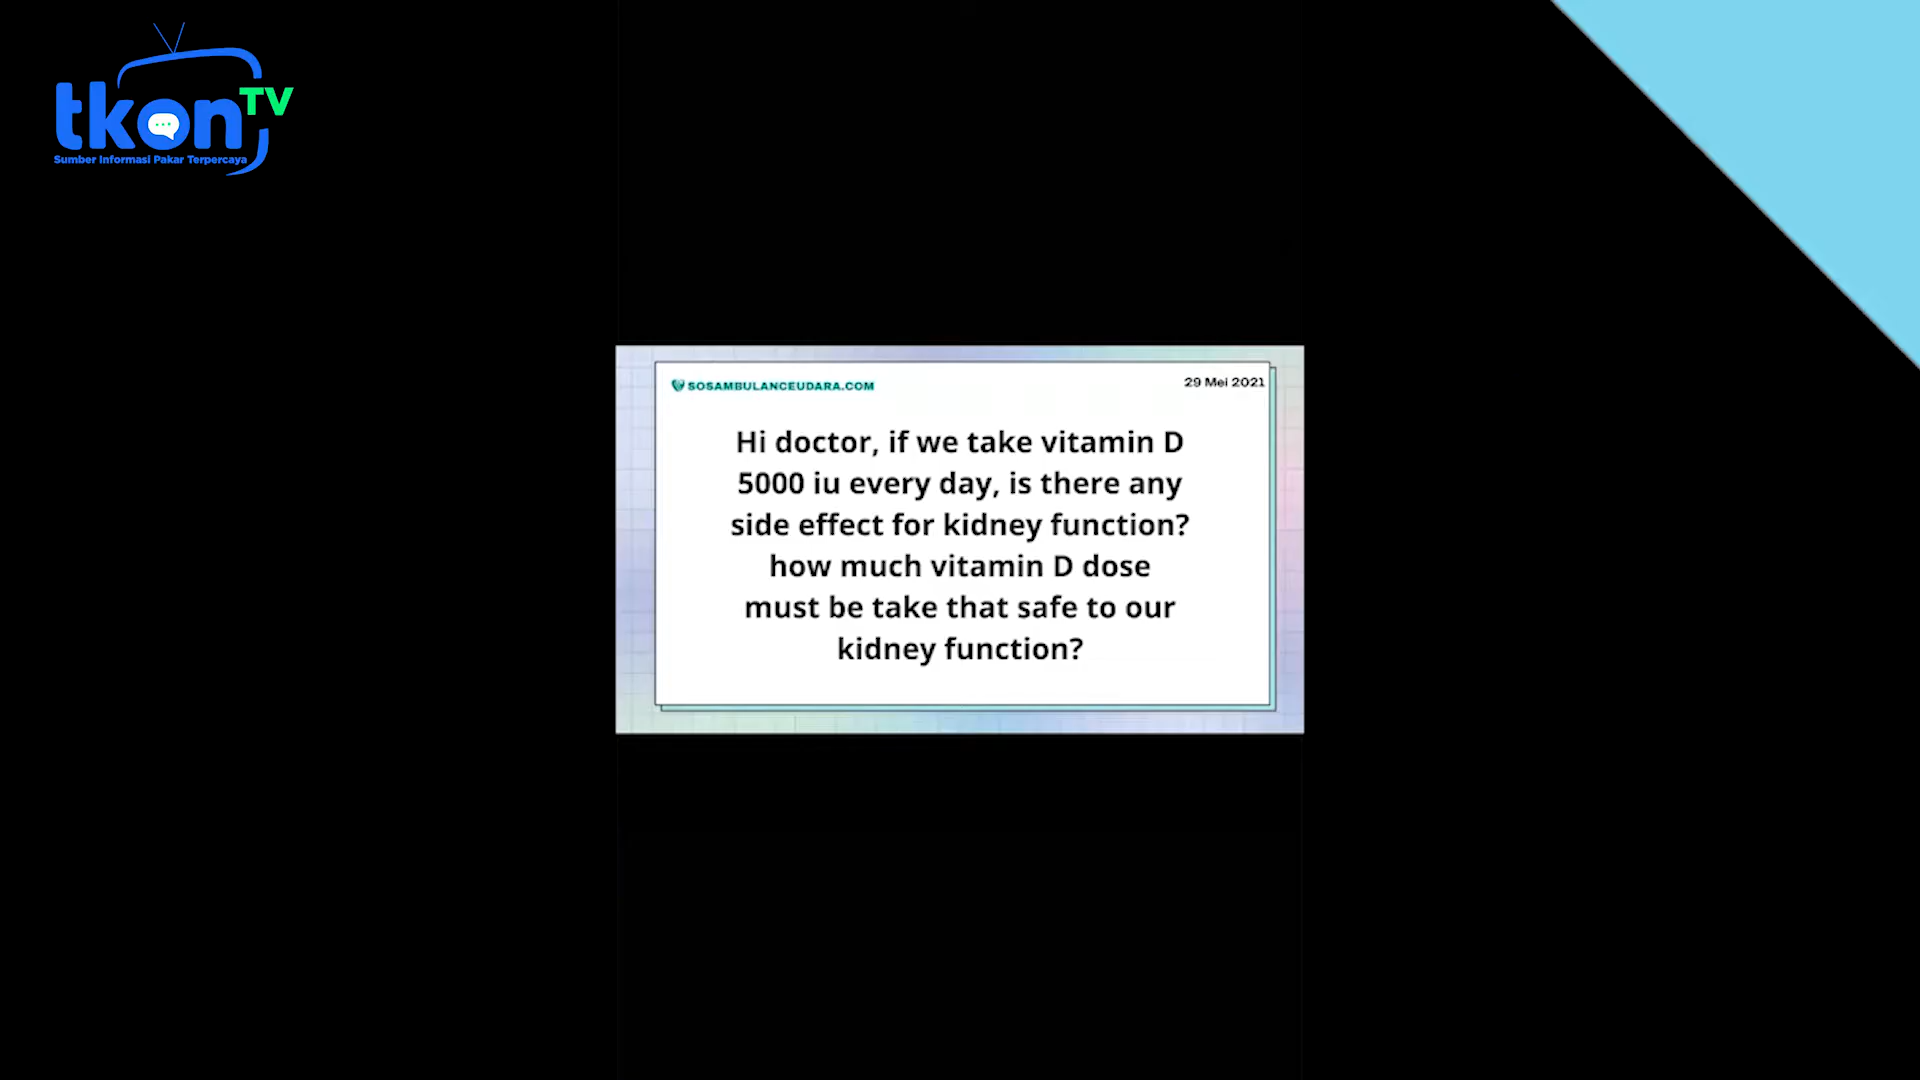 tkon TV
Sumber Informasi Pakar Terpercaya
SOSAMBULANCEUDARA.COM
29 Mei 2021
Hi doctor, if we take vitamin D
5000 iu every day, is there any
side effect for kidney function?
how much vitamin D dose
must be take that safe to our
kidney function?